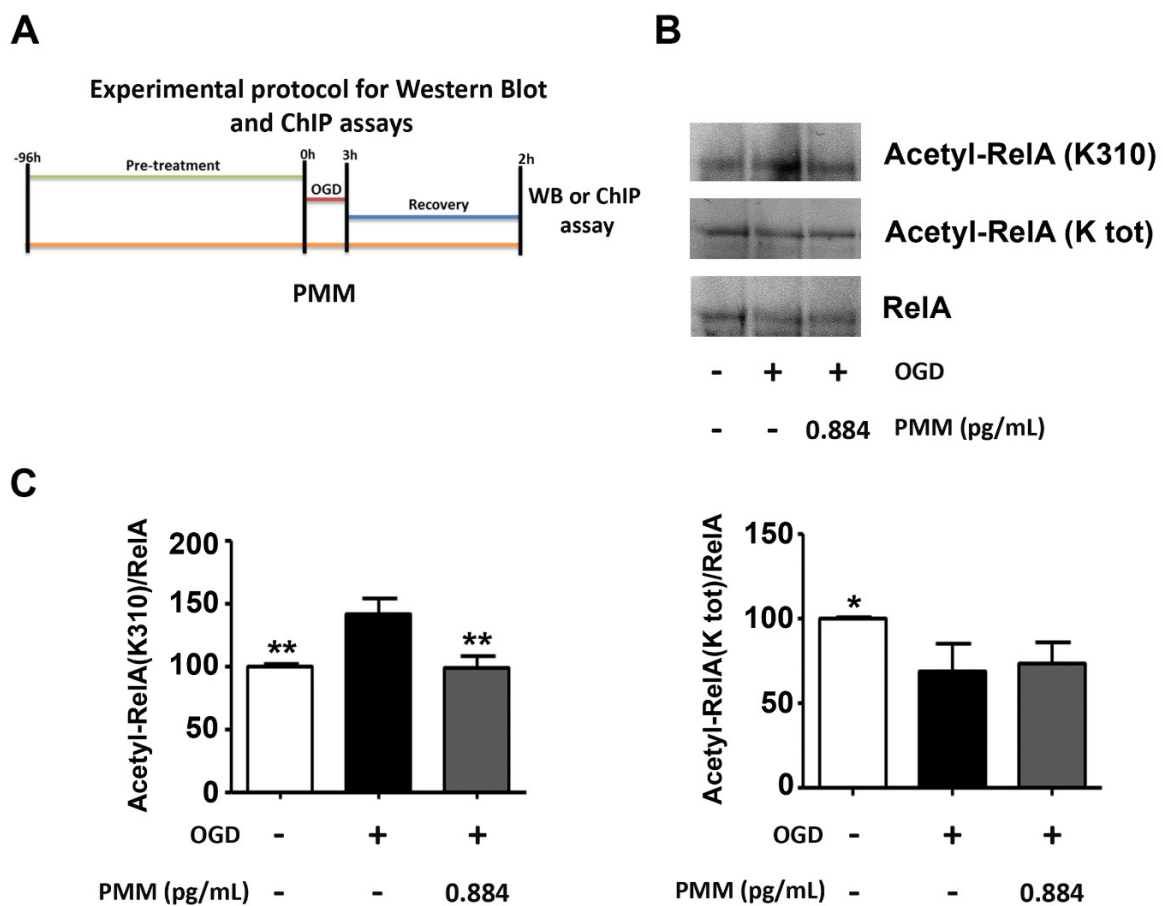 A
Experimental protocol for Western Blot
and ChIP assays
-96h
Pre-treatment
0h
OGD
3h
Recovery
2h
WB or ChIP
assay
PMM
B
Acetyl-RelA (K310)
Acetyl-RelA (K tot)
RelA
- + + OGD
- - 0.884 PMM (pg/mL)
C
Acetyl-RelA(K310)/RelA
200
150
100
50
0
** **
OGD - + +
PMM (pg/mL) - - 0.884
Acetyl-RelA(K tot)/RelA
150
100
50
0
*
OGD - + +
PMM (pg/mL) - - 0.884